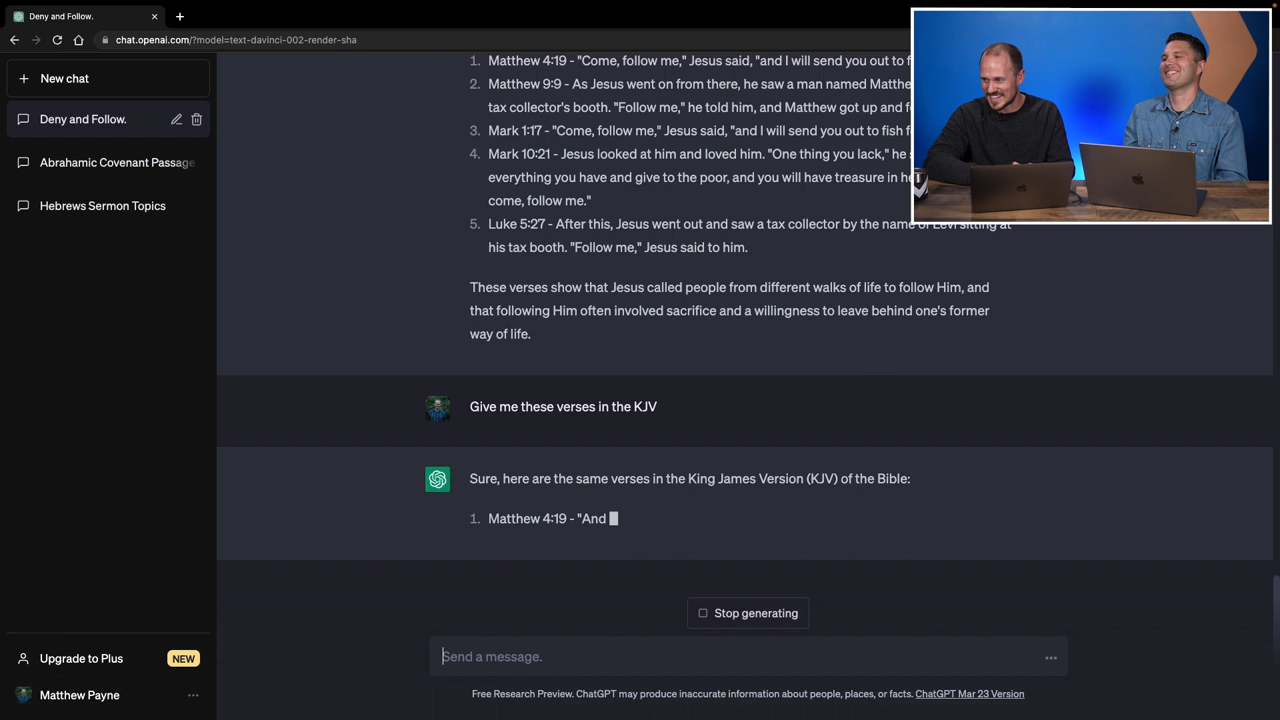 Deny and Follow.
chat.openai.com/?model=text-davinci-002-render-sha
New chat
Deny and Follow.
Abrahamic Covenant Passage
Hebrews Sermon Topics
1. Matthew 4:19 - "Come, follow me," Jesus said, "and I will send you out to f
2. Matthew 9:9 - As Jesus went on from there, he saw a man named Matthe
tax collector's booth. "Follow me," he told him, and Matthew got up and fo
3. Mark 1:17 - "Come, follow me," Jesus said, "and I will send you out to fish f
4. Mark 10:21 - Jesus looked at him and loved him. "One thing you lack," he s
everything you have and give to the poor, and you will have treasure in he
come, follow me."
5. Luke 5:27 - After this, Jesus went out and saw a tax collector by the name of Levi sitting at
his tax booth. "Follow me," Jesus said to him.
These verses show that Jesus called people from different walks of life to follow Him, and
that following Him often involved sacrifice and a willingness to leave behind one's former
way of life.
Give me these verses in the KJV
Sure, here are the same verses in the King James Version (KJV) of the Bible:
1. Matthew 4:19 - "And
Stop generating
Send a message.
Free Research Preview. ChatGPT may produce inaccurate information about people, places, or facts. ChatGPT Mar 23 Version
Upgrade to Plus
NEW
Matthew Payne